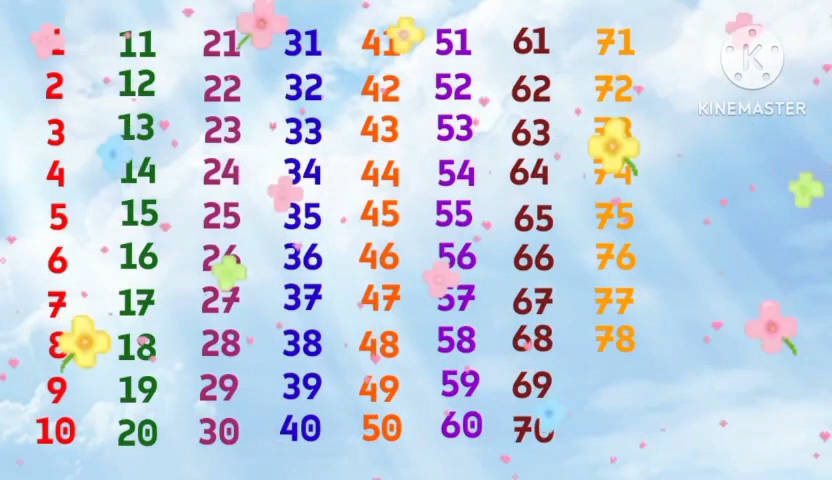 1 11 21 31 41 51 61 71
2 12 22 32 42 52 62 72
3 13 23 33 43 53 63 73
4 14 24 34 44 54 64 74
5 15 25 35 45 55 65 75
6 16 26 36 46 56 66 76
7 17 27 37 47 57 67 77
8 18 28 38 48 58 68 78
9 19 29 39 49 59 69
10 20 30 40 50 60 70
K
KINEMASTER